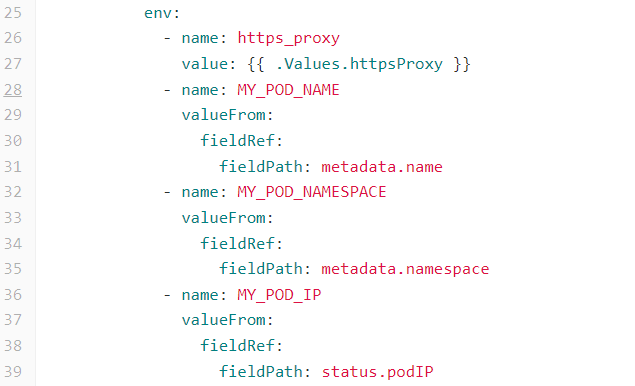 25 env:
26 - name: https_proxy
27 value: {{ .Values.httpsProxy }}
28 - name: MY_POD_NAME
29 valueFrom:
30 fieldRef:
31 fieldPath: metadata.name
32 - name: MY_POD_NAMESPACE
33 valueFrom:
34 fieldRef:
35 fieldPath: metadata.namespace
36 - name: MY_POD_IP
37 valueFrom:
38 fieldRef:
39 fieldPath: status.podIP